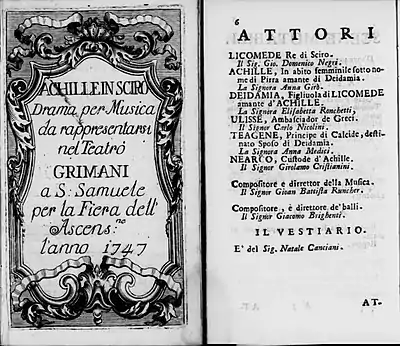 ACHILLE IN SCIRO
Drama per Musica
da rappresentarsi
nel Teatro
GRIMANI
a S. Samuele
per la Fiera dell'
Ascens:ne
l'anno 1747
6
ATTORI
LICOMEDE Re di Sciro.
Il Sig. Gio. Domenico Negri.
ACHILLE, In abito femminile sotto no-
me di Pirra amante di Deidamia.
La Signora Anna Girò.
DEIDAMIA, Figliuola di LICOMEDE
amante d'ACHILLE.
La Signora Elisabetta Ronchetti.
ULISSE, Ambasciador de Greci.
Il Signor Carlo Nicolini.
TEAGENE, Principe di Calcide, desti-
nato Sposo di Deidamia.
La Signora Anna Medici.
NEARCO, Custode d'Achille.
Il Signor Girolamo Cristianini.
Compositore è dirrettor della Musica.
Il Signor Gioan Battista Runcher.
Compositore, è direttore de' balli.
Il Signor Giacomo Brighenti.
IL VESTIARIO.
E' del Sig. Natale Canciani.
AT-